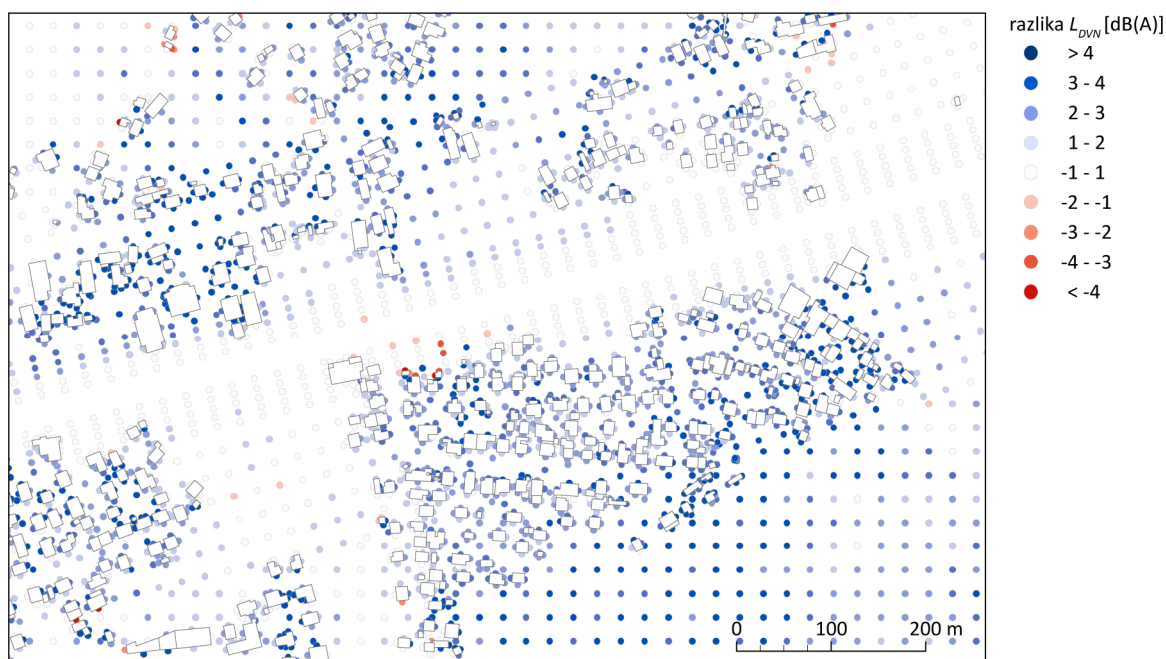 razlika L_DVN [dB(A)]
> 4
3 - 4
2 - 3
1 - 2
-1 - 1
-2 - -1
-3 - -2
-4 - -3
< -4
0 100 200 m